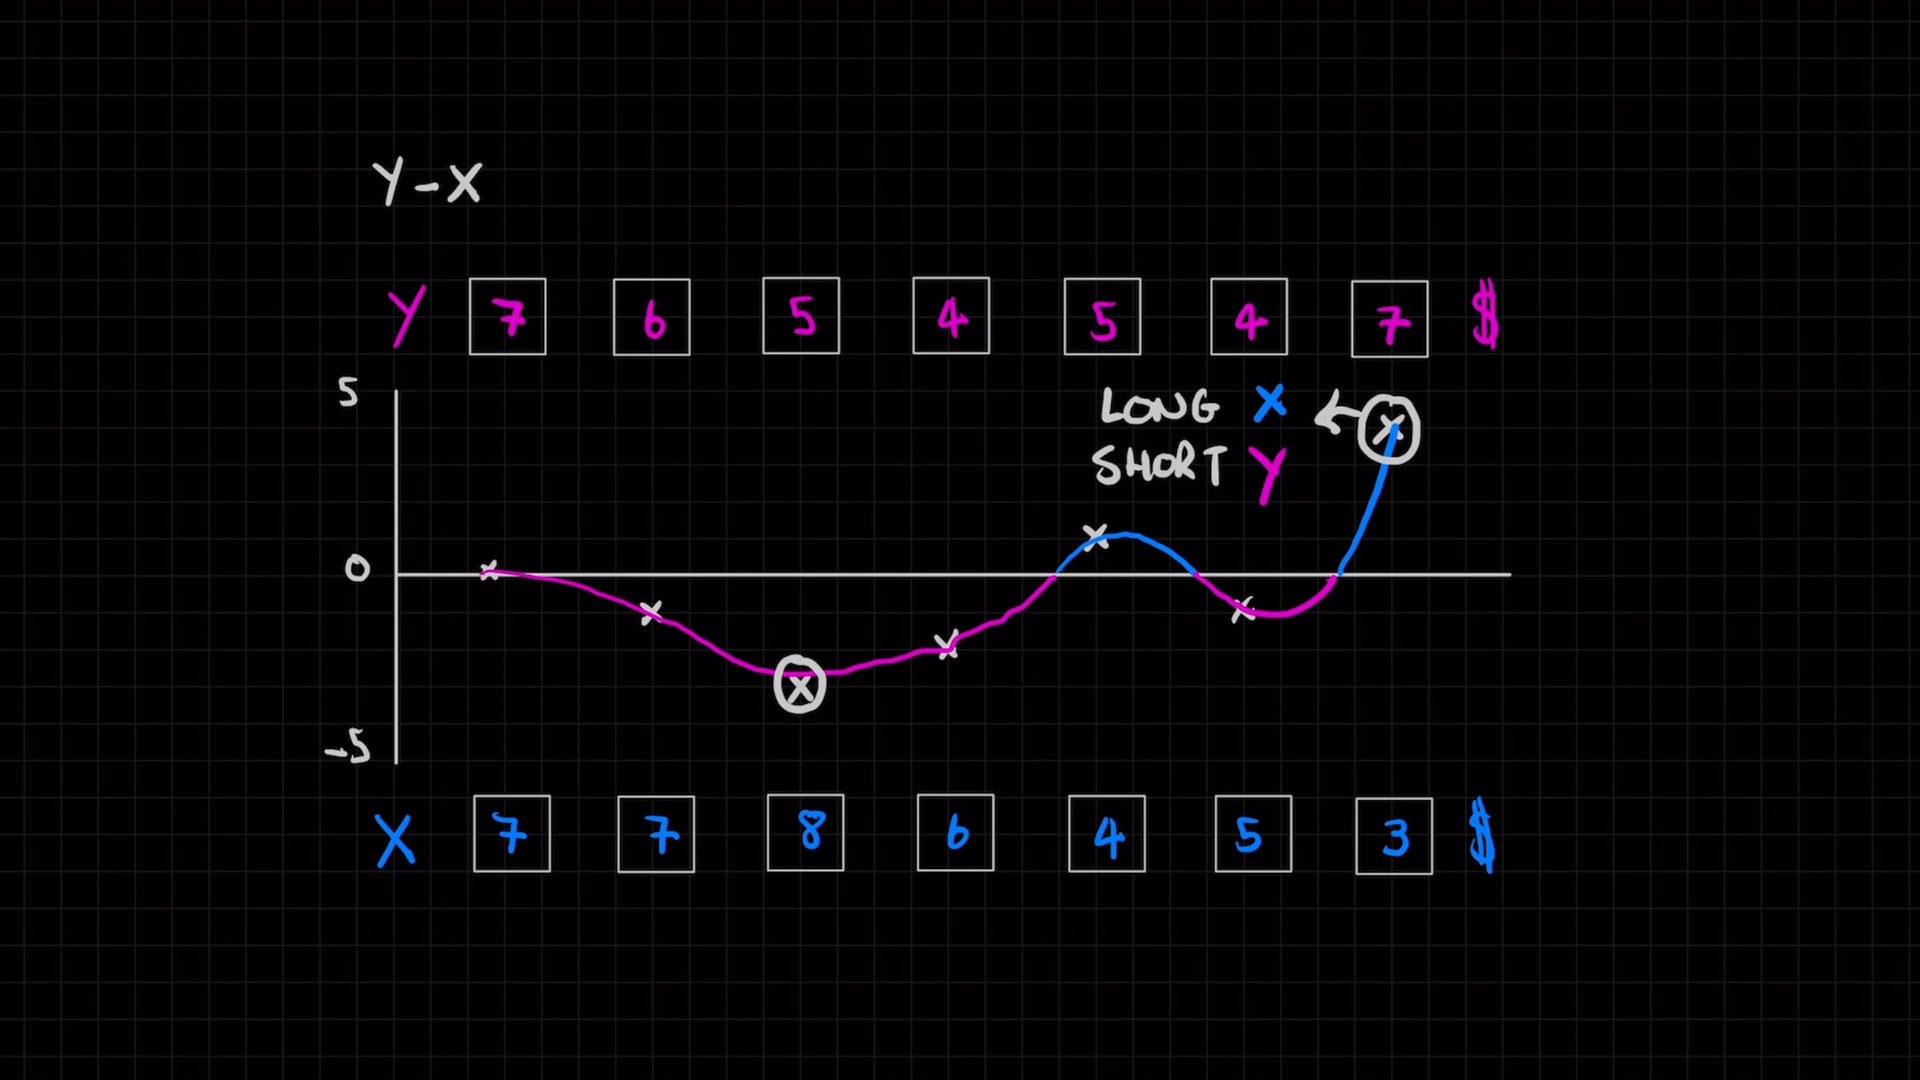 Y-X
Y 7 6 5 4 5 4 7 $
5
LONG X
SHORT Y
0
-5
X 7 7 8 6 4 5 3 $